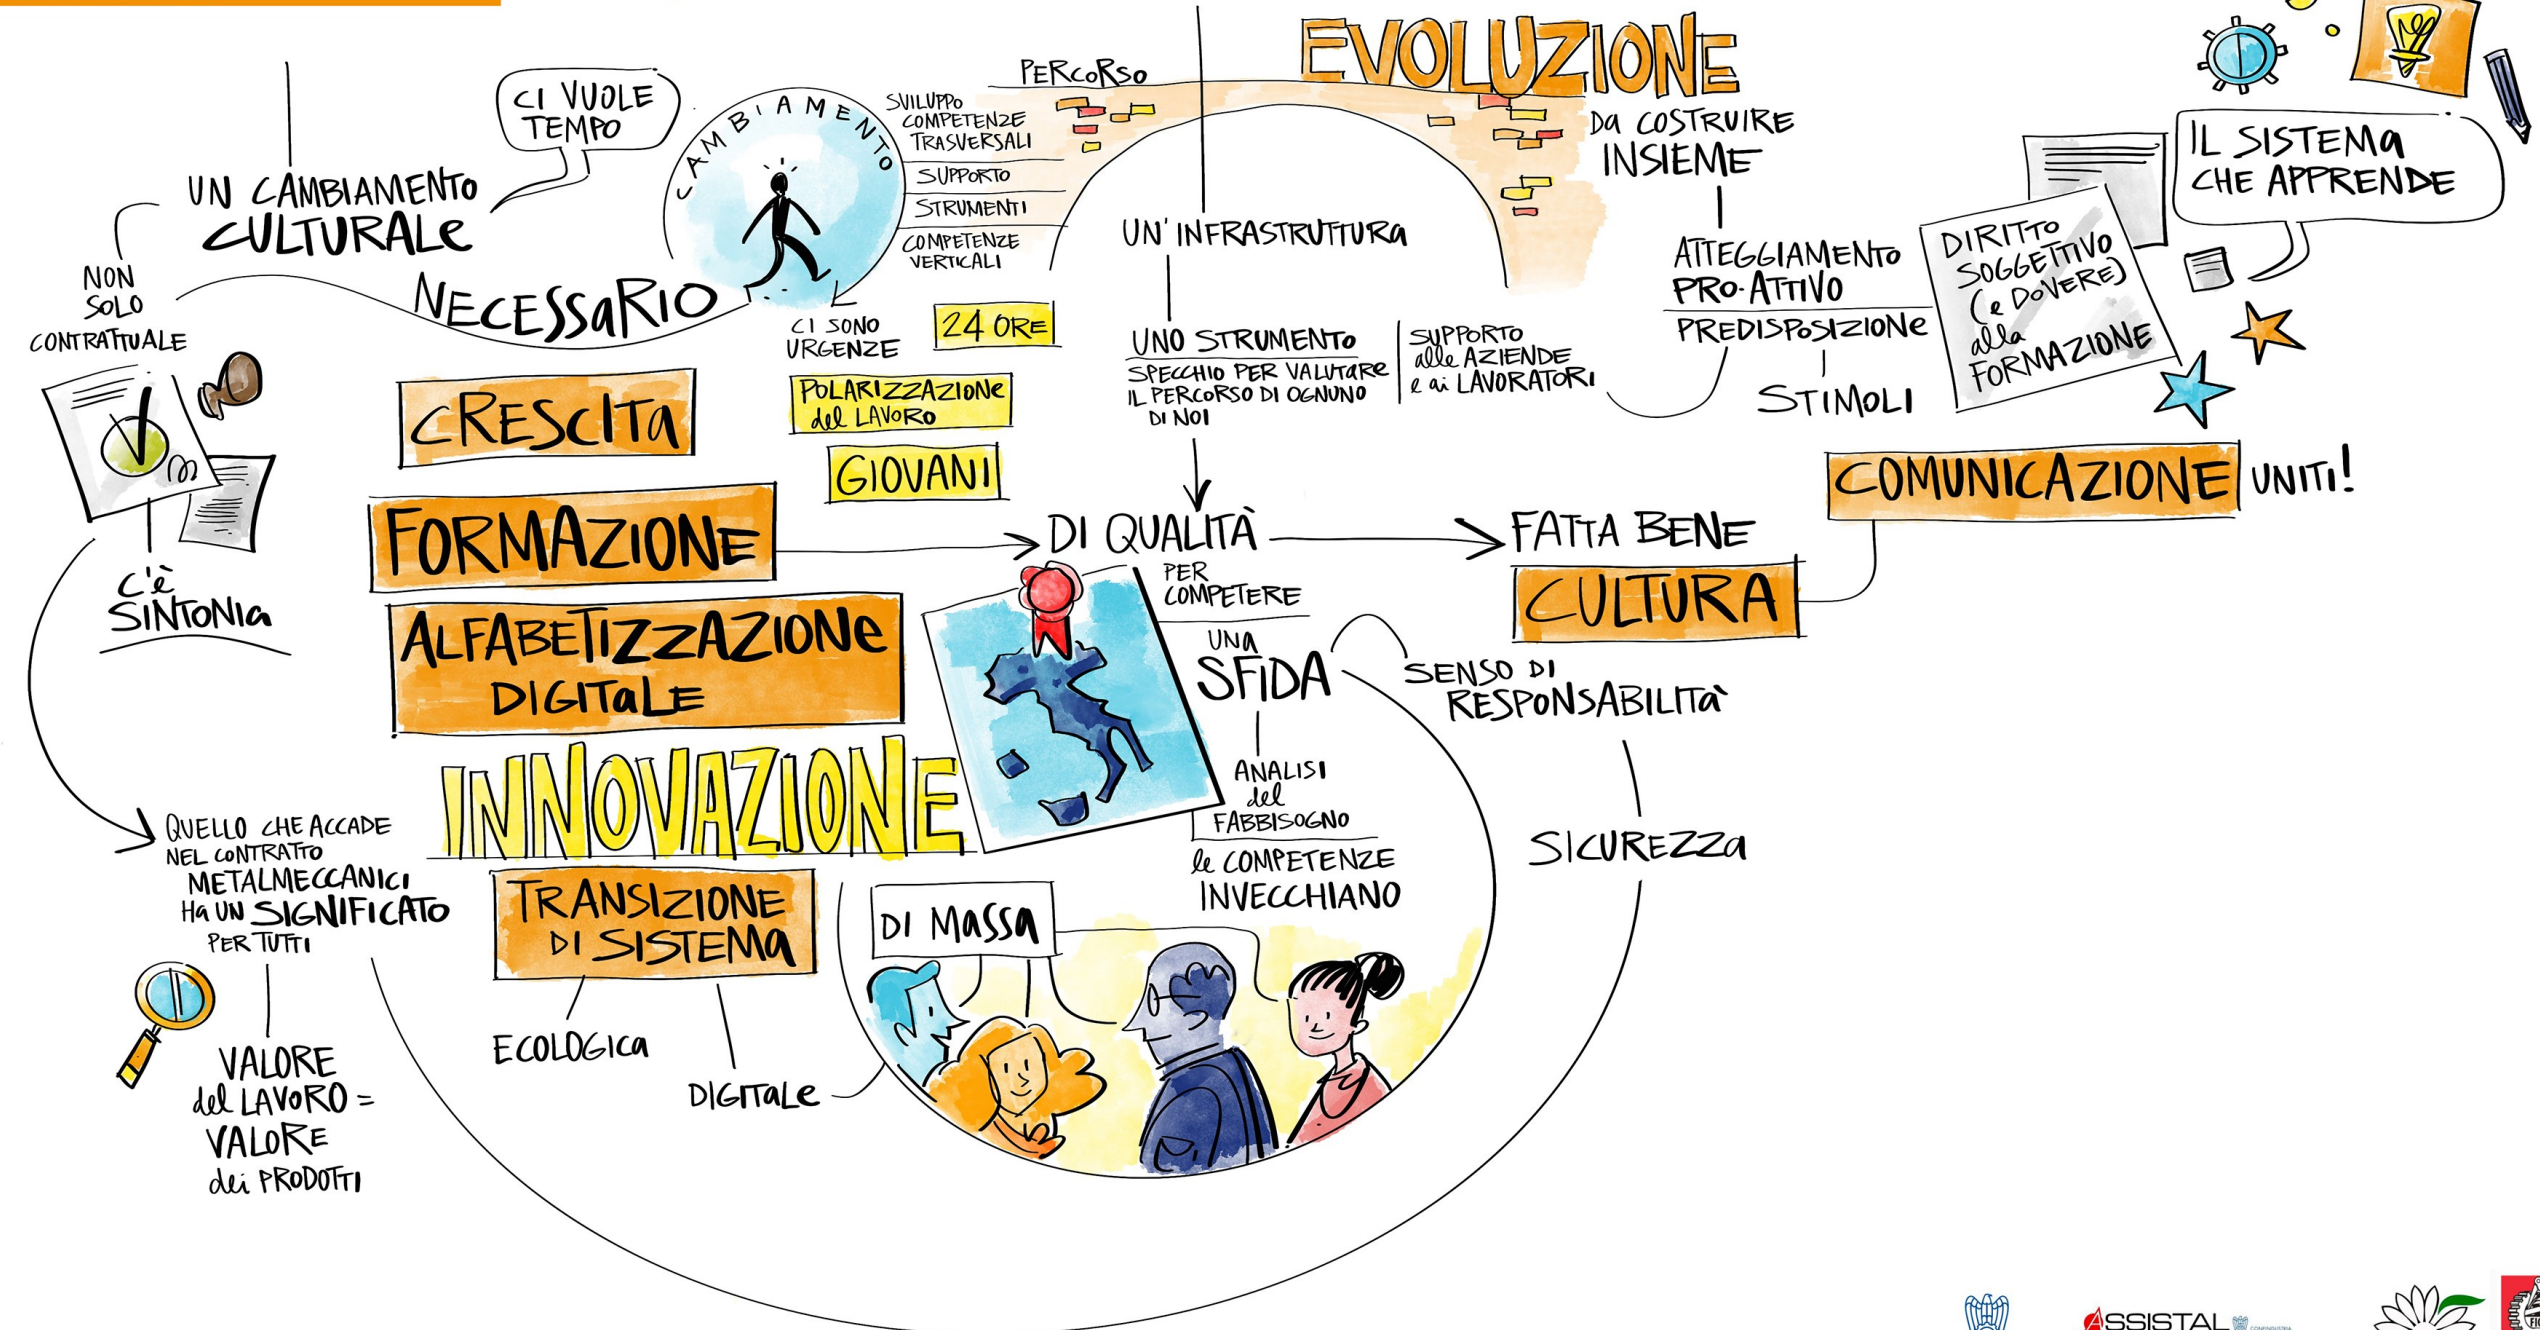 CI VUOLE
TEMPO
UN CAMBIAMENTO
CULTURALE
NECESSARIO
NON
SOLO
CONTRATTUALE
C'è
SINTONIA
QUELLO CHE ACCADE
NEL CONTRATTO
METALMECCANICI
HA UN SIGNIFICATO
PER TUTTI
VALORE
del LAVORO =
VALORE
dei PRODOTTI
CAMBIAMENTO
PERCORSO
SVILUPPO
COMPETENZE
TRASVERSALI
SUPPORTO
STRUMENTI
COMPETENZE
VERTICALI
CI SONO
URGENZE
24 ORE
POLARIZZAZIONE
del LAVORO
GIOVANI
CRESCITA
FORMAZIONE
ALFABETIZZAZIONE
DIGITALE
INNOVAZIONE
TRANSIZIONE
DI SISTEMA
ECOLOGICA
DIGITALE
EVOLUZIONE
DA COSTRUIRE
INSIEME
UN'INFRASTRUTTURA
UNO STRUMENTO
SPECCHIO PER VALUTARE
IL PERCORSO DI OGNUNO
DI NOI
SUPPORTO
alle AZIENDE
e ai LAVORATORI
ATTEGGIAMENTO
PRO-ATTIVO
PREDISPOSIZIONE
STIMOLI
DIRITTO
SOGGETTIVO
(e DOVERE)
alla
FORMAZIONE
IL SISTEMA
CHE APPRENDE
COMUNICAZIONE UNITI!
DI QUALITÀ
PER
COMPETERE
UNA
SFIDA
ANALISI
del
FABBISOGNO
le COMPETENZE
INVECCHIANO
DI MASSA
FATTA BENE
CULTURA
SENSO DI
RESPONSABILITÀ
SICUREZZA
ASSISTAL